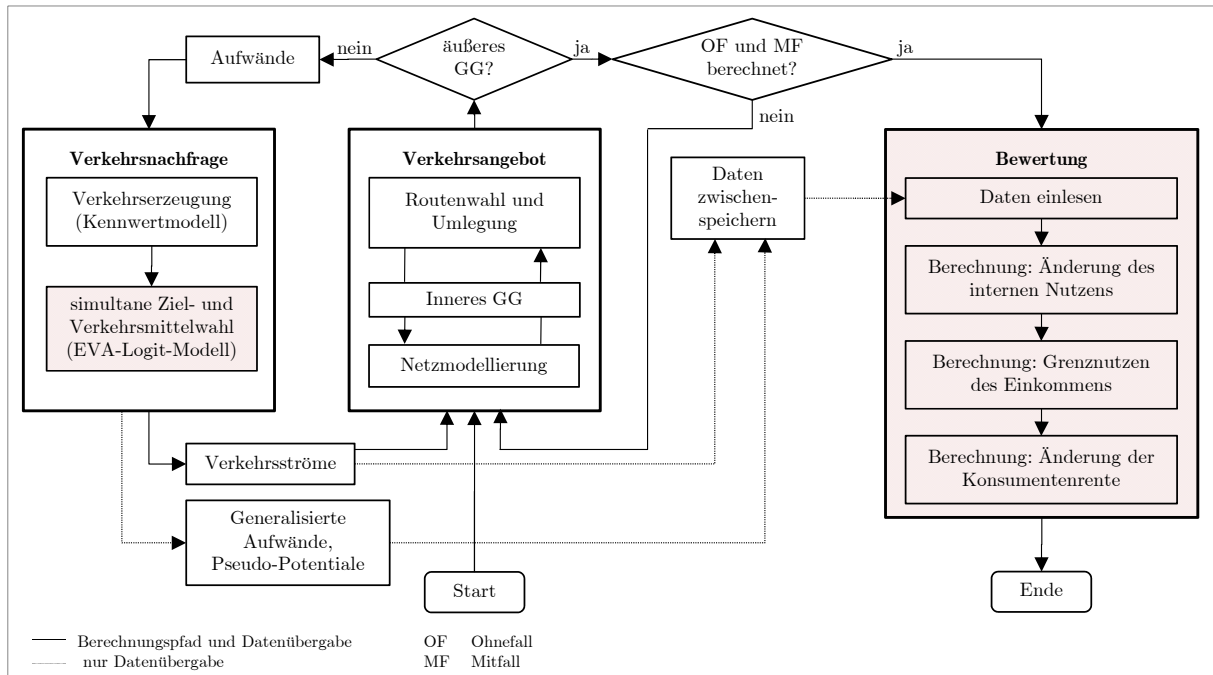 Aufwände
nein
äußeres
GG?
ja
OF und MF
berechnet?
ja
nein
Verkehrsnachfrage
Verkehrserzeugung
(Kennwertmodell)
simultane Ziel- und
Verkehrsmittelwahl
(EVA-Logit-Modell)
Verkehrsangebot
Routenwahl und
Umlegung
Inneres GG
Netzmodellierung
Daten
zwischen-
speichern
Bewertung
Daten einlesen
Berechnung: Änderung des
internen Nutzens
Berechnung: Grenznutzen
des Einkommens
Berechnung: Änderung der
Konsumentenrente
Verkehrsströme
Generalisierte
Aufwände,
Pseudo-Potentiale
Start
Ende
Berechnungspfad und Datenübergabe
nur Datenübergabe
OF Ohnefall
MF Mitfall